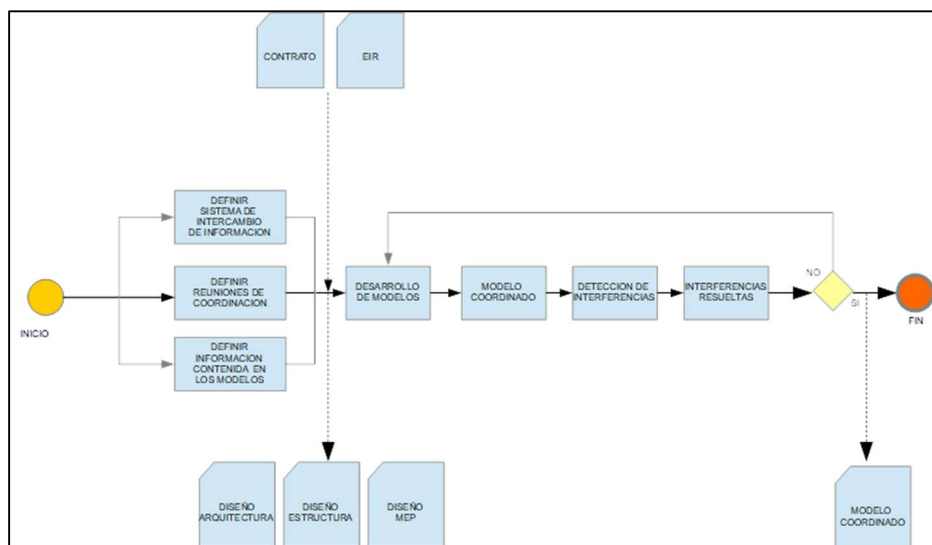 CONTRATO
EIR
DEFINIR
SISTEMA DE
INTERCAMBIO
DE INFORMACION
DEFINIR
REUNIONES DE
COORDINACION
DEFINIR
INFORMACION
CONTENIDA EN
LOS MODELOS
INICIO
DESARROLLO
DE MODELOS
MODELO
COORDINADO
DETECCION DE
INTERFERENCIAS
INTERFERENCIAS
RESUELTAS
NO
SI
FIN
DISEÑO
ARQUITECTURA
DISEÑO
ESTRUCTURA
DISEÑO
MEP
MODELO
COORDINADO